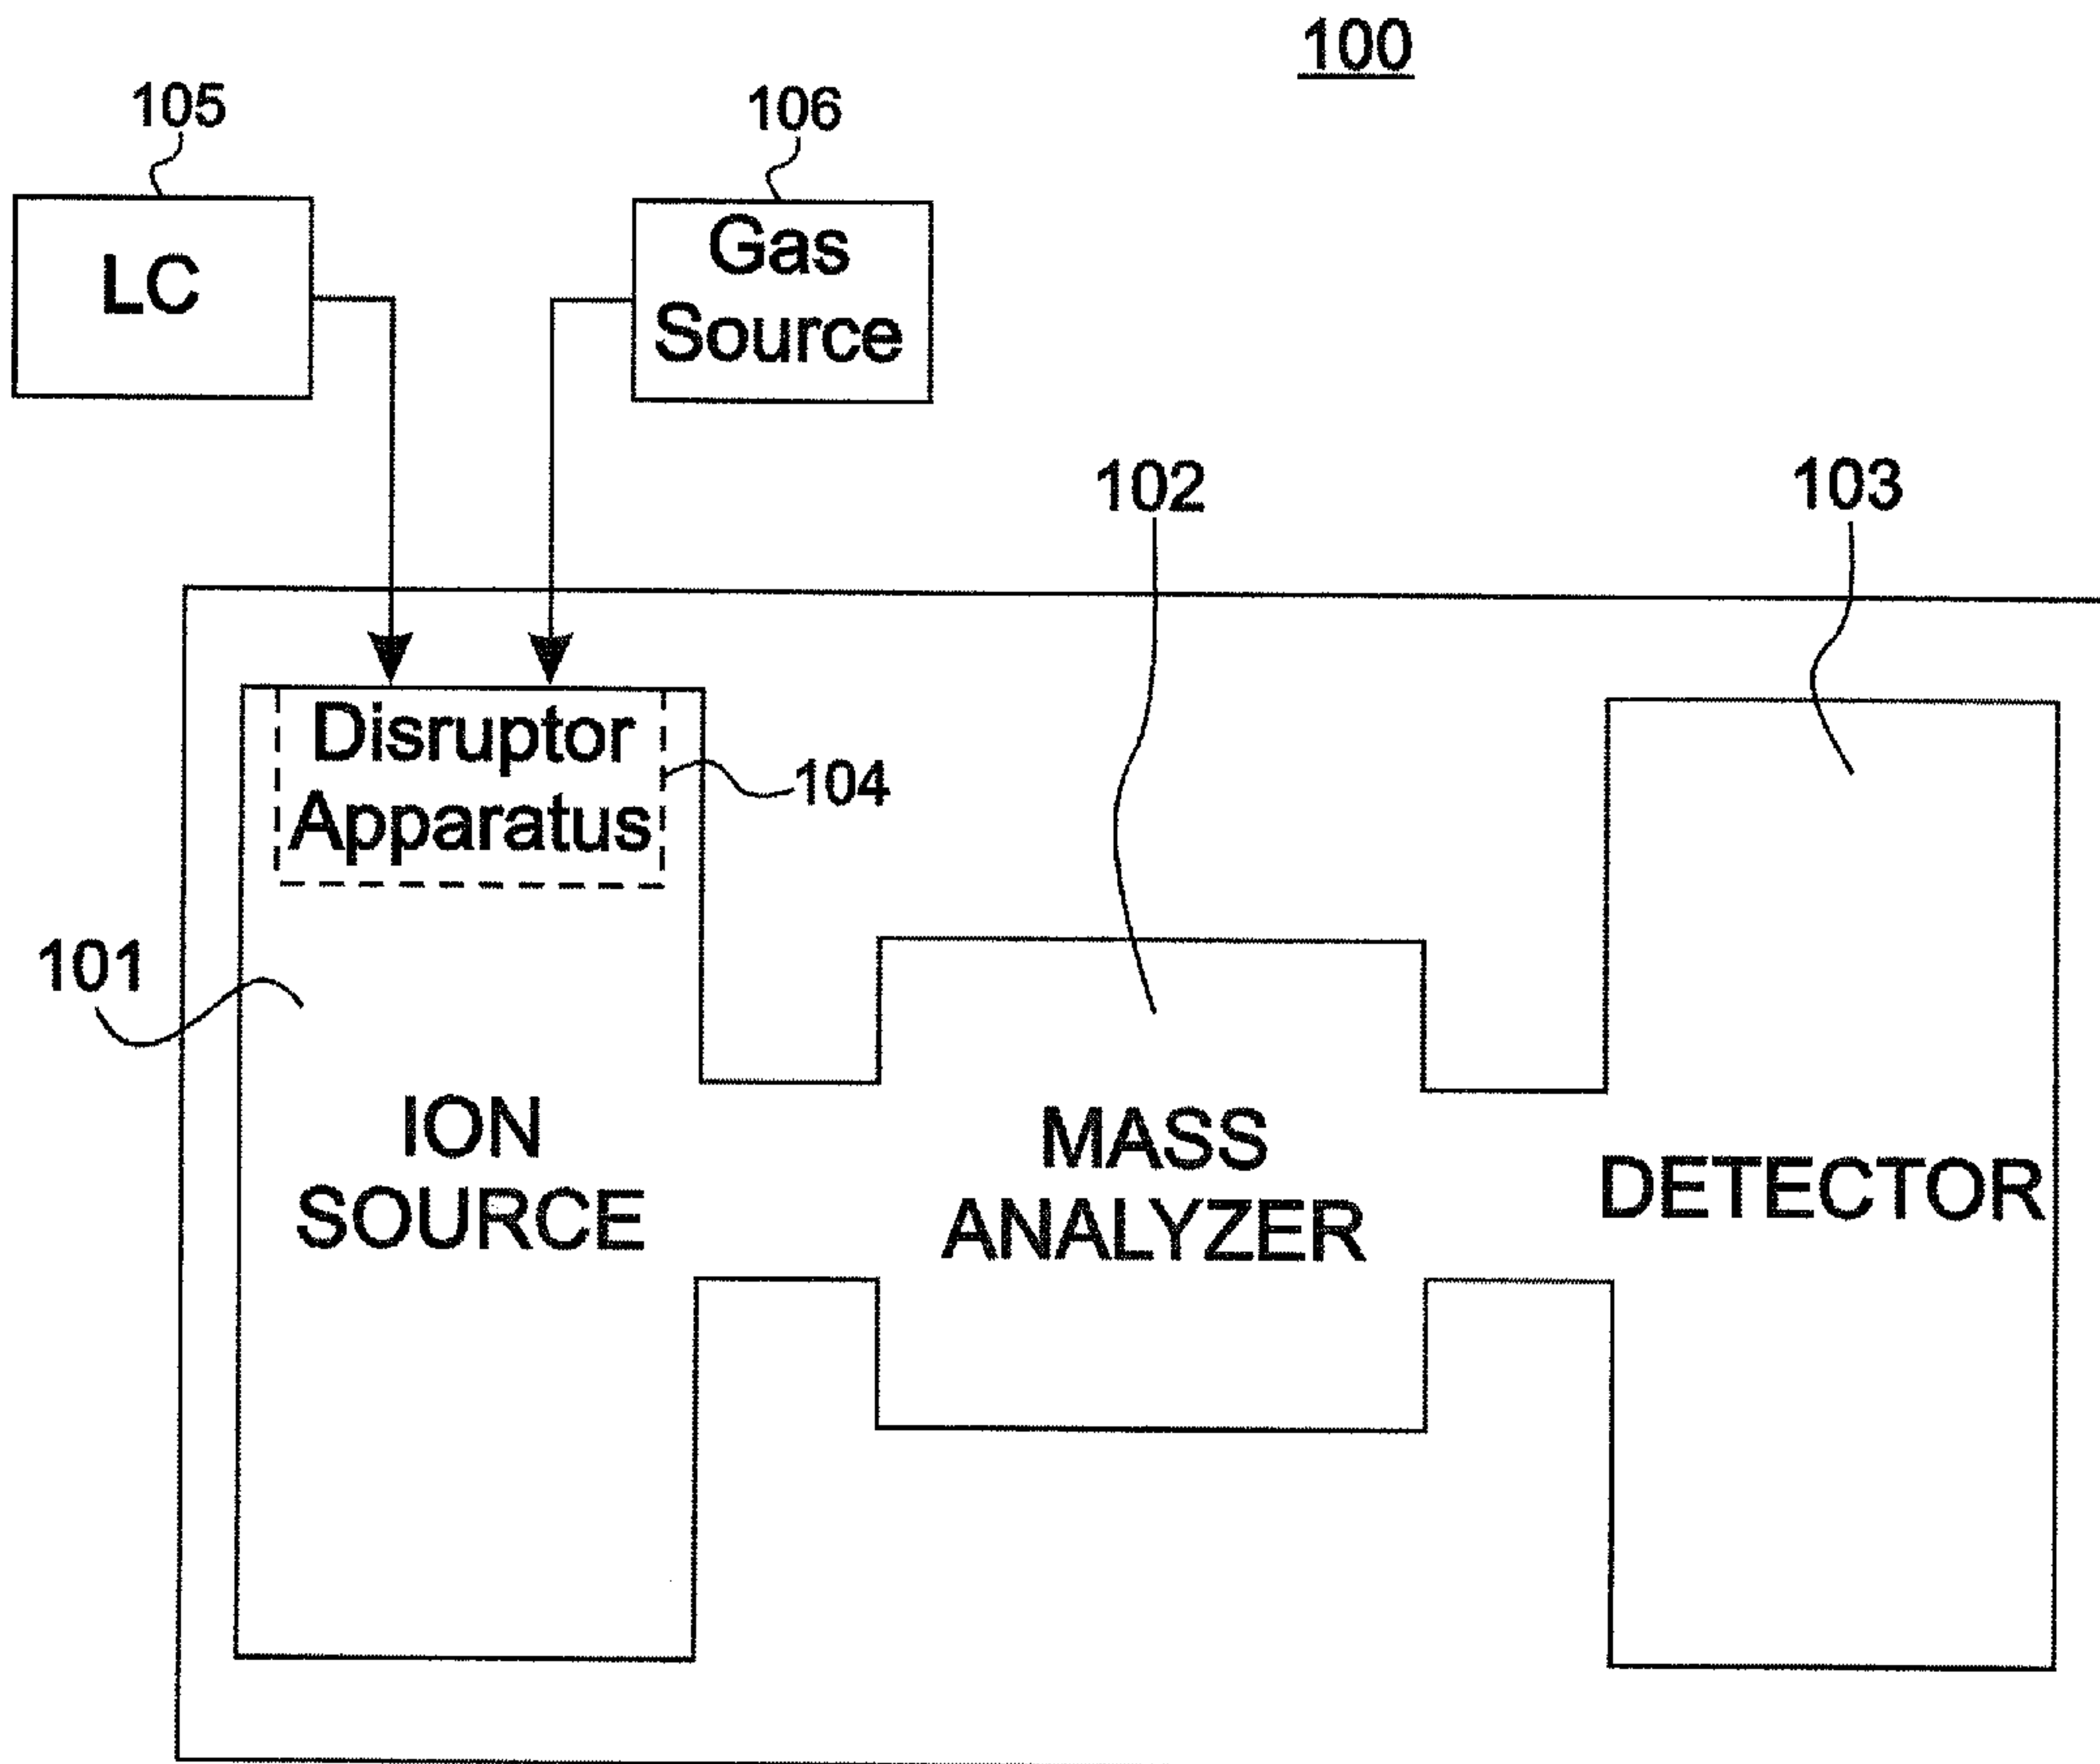 100
105
106
LC
Gas
Source
102
103
Disruptor
Apparatus
104
101
ION
SOURCE
MASS
ANALYZER
DETECTOR